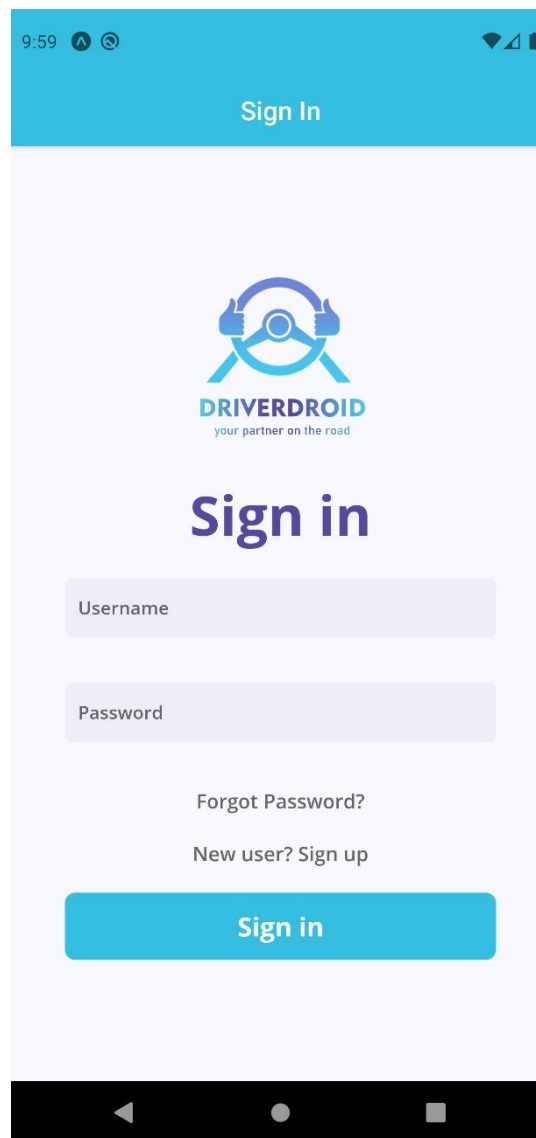 9:59
Sign In
DRIVERDROID
your partner on the road
Sign in
Username
Password
Forgot Password?
New user? Sign up
Sign in